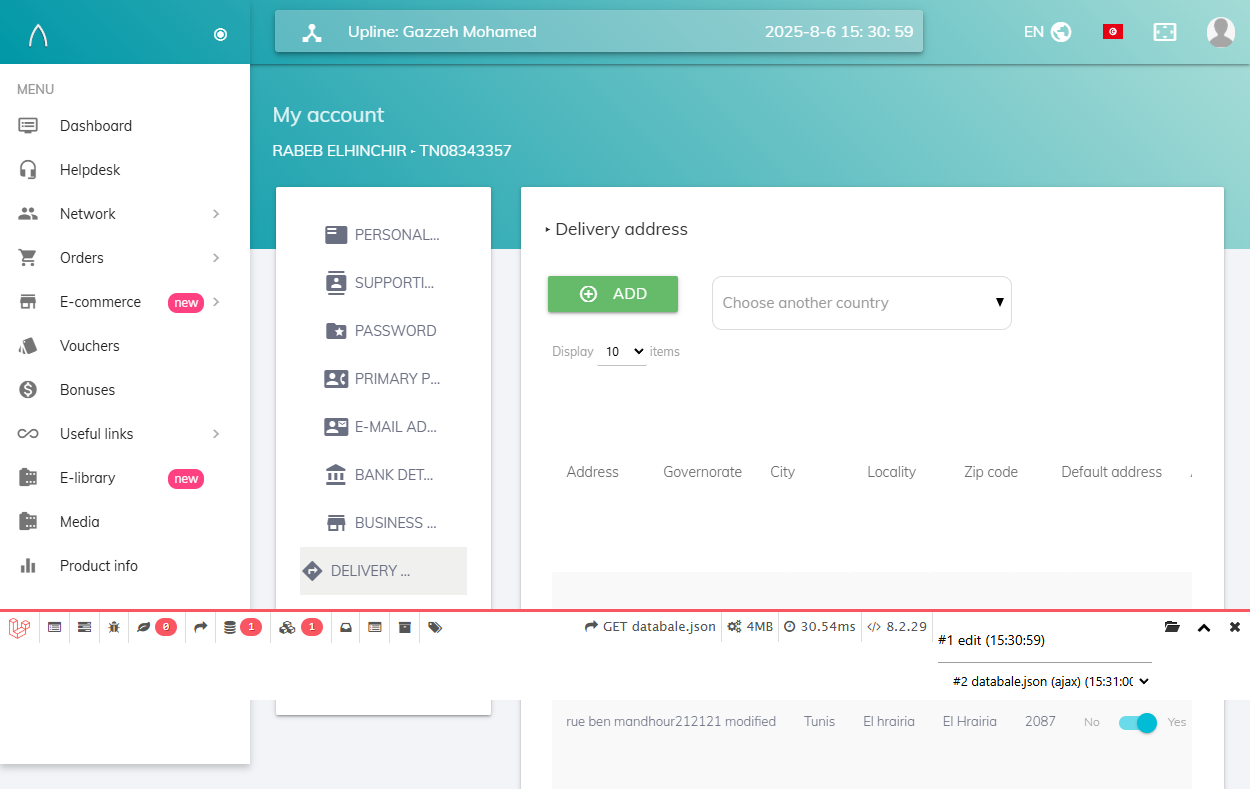 Upline: Gazzeh Mohamed 2025-8-6 15: 30: 59 EN
MENU
Dashboard
Helpdesk
Network
Orders
E-commerce new
Vouchers
Bonuses
Useful links
E-library new
Media
Product info
My account
RABEB ELHINCHIR ‣ TN08343357
PERSONAL...
SUPPORTI...
PASSWORD
PRIMARY P...
E-MAIL AD...
BANK DET...
BUSINESS ...
DELIVERY ...
‣ Delivery address
ADD
Choose another country
Display 10 items
Address Governorate City Locality Zip code Default address
0 1 1 GET databale.json 4MB 30.54ms 8.2.29
#1 edit (15:30:59)
#2 databale.json (ajax) (15:31:00
rue ben mandhour212121 modified Tunis El hrairia El Hrairia 2087 No Yes